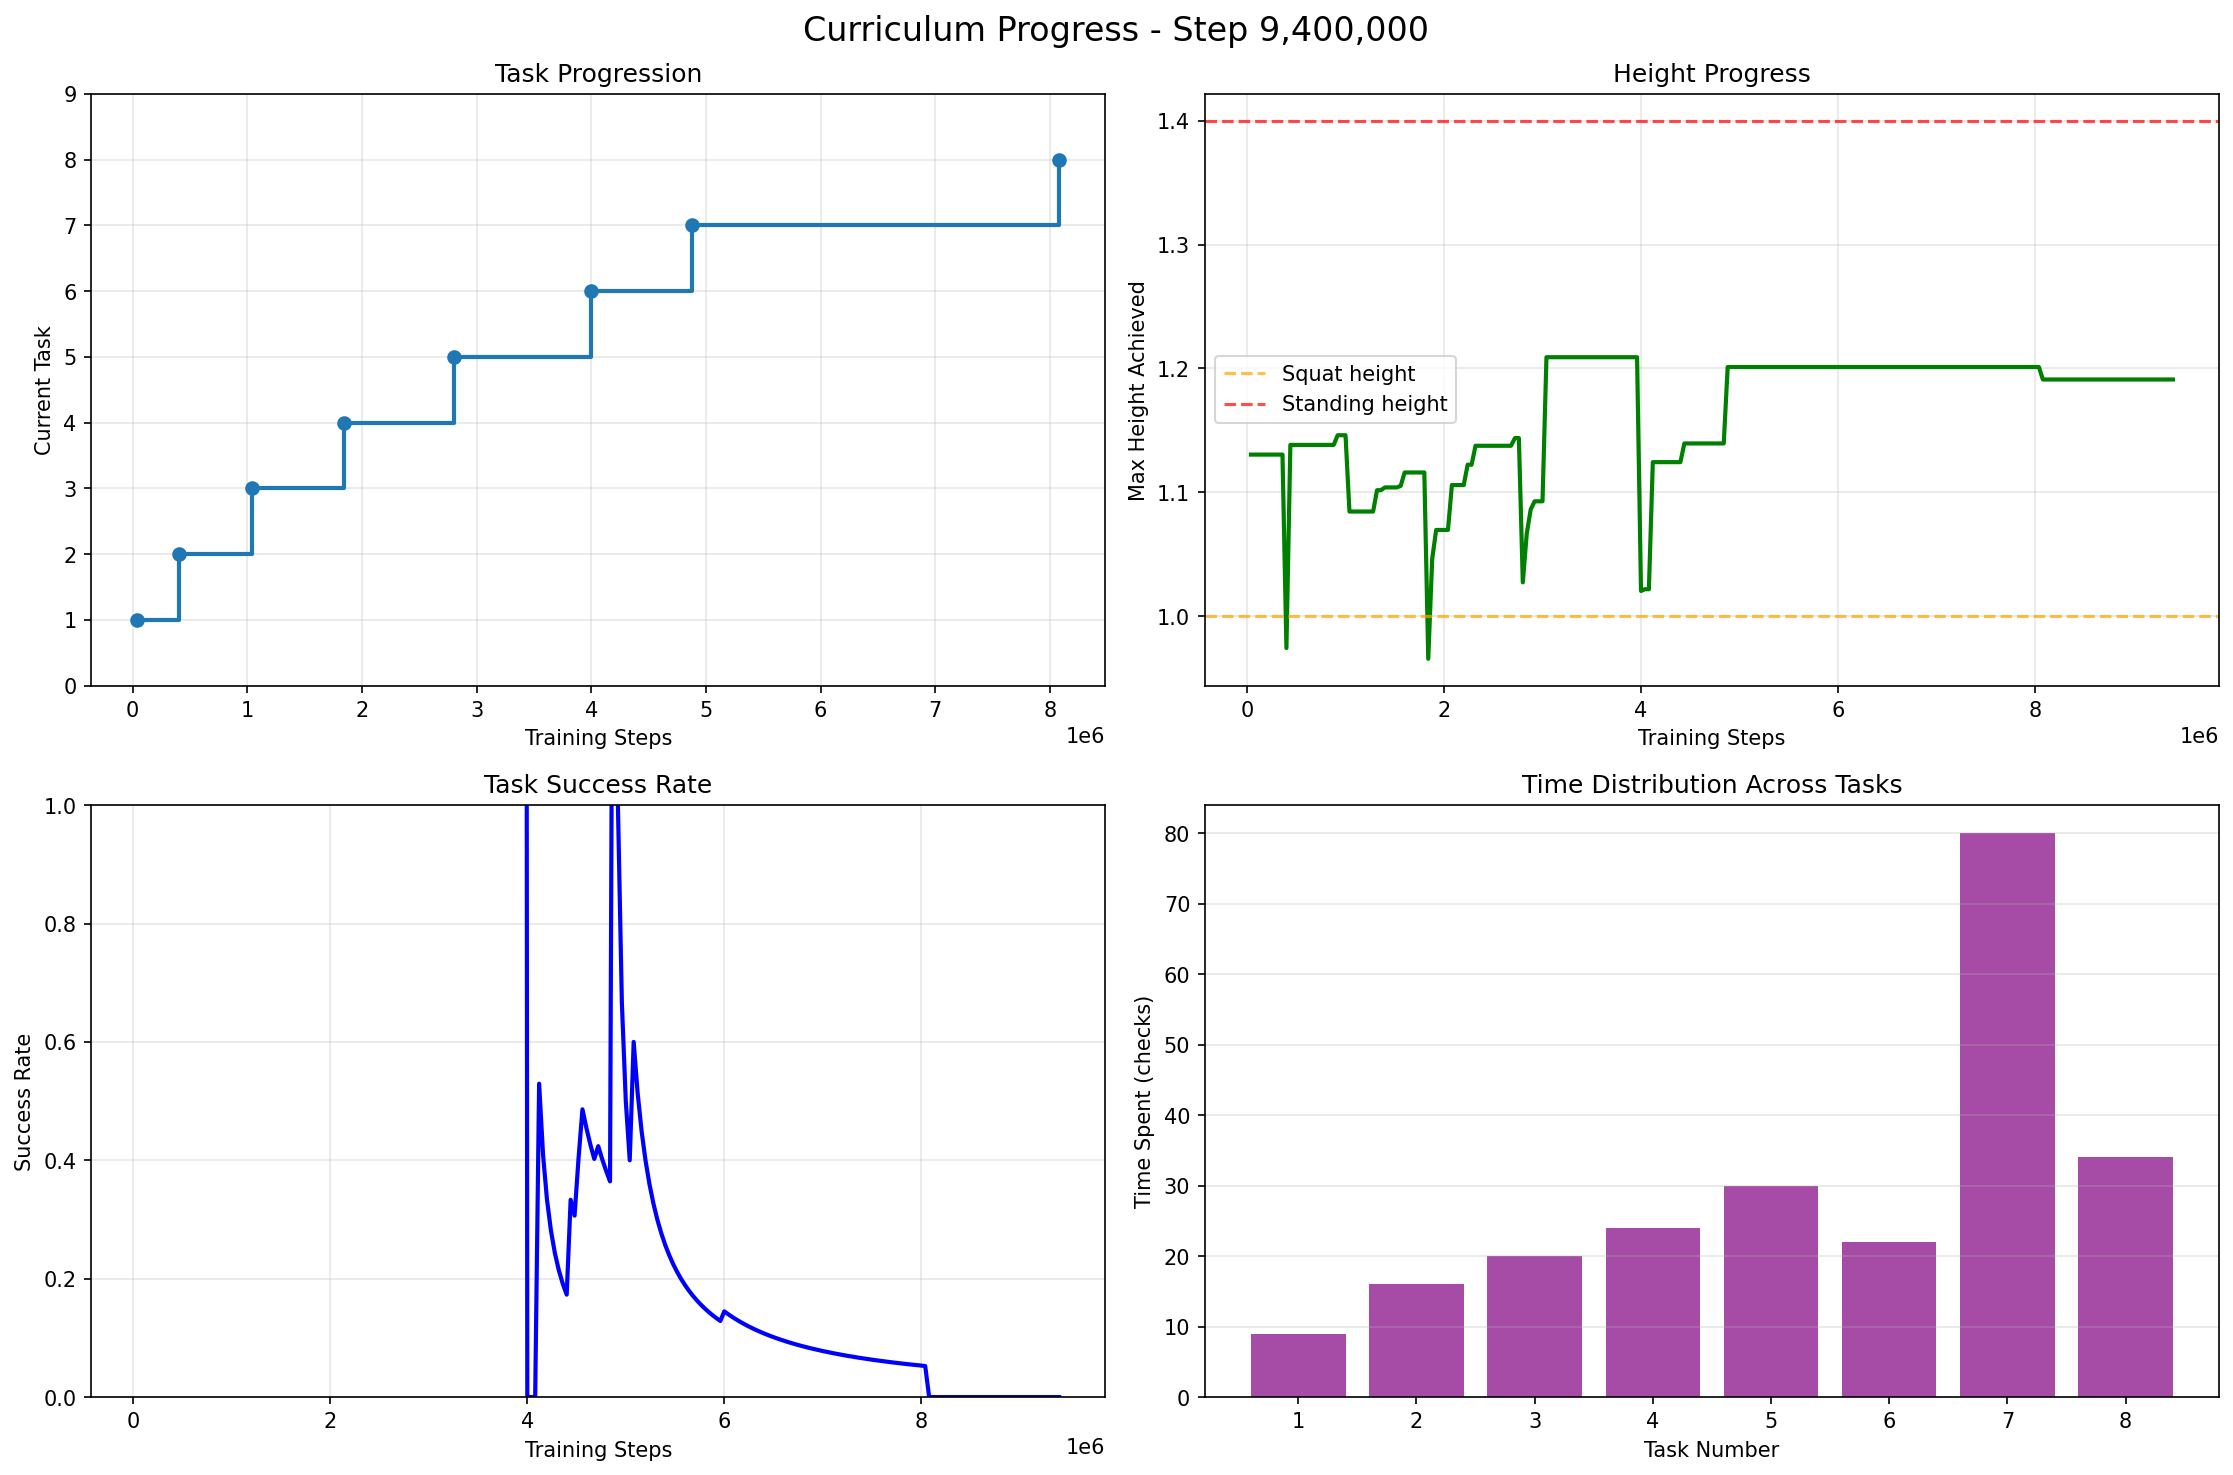 Curriculum Progress - Step 9,400,000
Task Progression
9
8
7
6
5
4
3
2
1
0
Current Task
0 1 2 3 4 5 6 7 8
1e6
Training Steps
Height Progress
1.4
1.3
1.2
1.1
1.0
Max Height Achieved
Squat height
Standing height
0 2 4 6 8
1e6
Training Steps
Task Success Rate
1.0
0.8
0.6
0.4
0.2
0.0
Success Rate
0 2 4 6 8
1e6
Training Steps
Time Distribution Across Tasks
80
70
60
50
40
30
20
10
0
Time Spent (checks)
1 2 3 4 5 6 7 8
Task Number